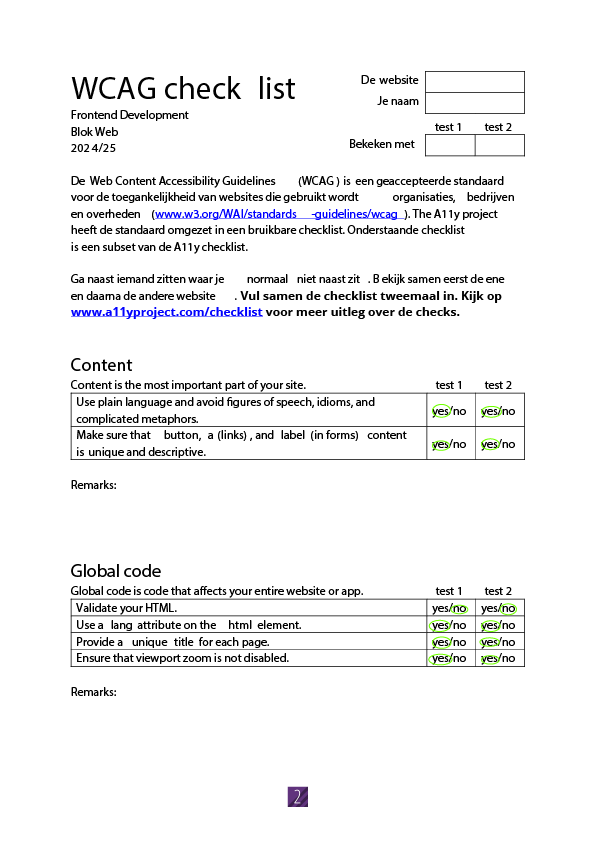 WCAG check list
Frontend Development
Blok Web
202 4/25
De website
Je naam
test 1 test 2
Bekeken met
De Web Content Accessibility Guidelines (WCAG ) is een geaccepteerde standaard
voor de toegankelijkheid van websites die gebruikt wordt organisaties, bedrijven
en overheden (www.w3.org/WAI/standards -guidelines/wcag ). The A11y project
heeft de standaard omgezet in een bruikbare checklist. Onderstaande checklist
is een subset van de A11y checklist.
Ga naast iemand zitten waar je normaal niet naast zit . B ekijk samen eerst de ene
en daarna de andere website . Vul samen de checklist tweemaal in. Kijk op
www.a11yproject.com/checklist voor meer uitleg over de checks.
Content
Content is the most important part of your site. test 1 test 2
Use plain language and avoid figures of speech, idioms, and
complicated metaphors. yes/no yes/no
Make sure that button, a (links) , and label (in forms) content
is unique and descriptive. yes/no yes/no
Remarks:
Global code
Global code is code that affects your entire website or app. test 1 test 2
Validate your HTML. yes/no yes/no
Use a lang attribute on the html element. yes/no yes/no
Provide a unique title for each page. yes/no yes/no
Ensure that viewport zoom is not disabled. yes/no yes/no
Remarks:
2